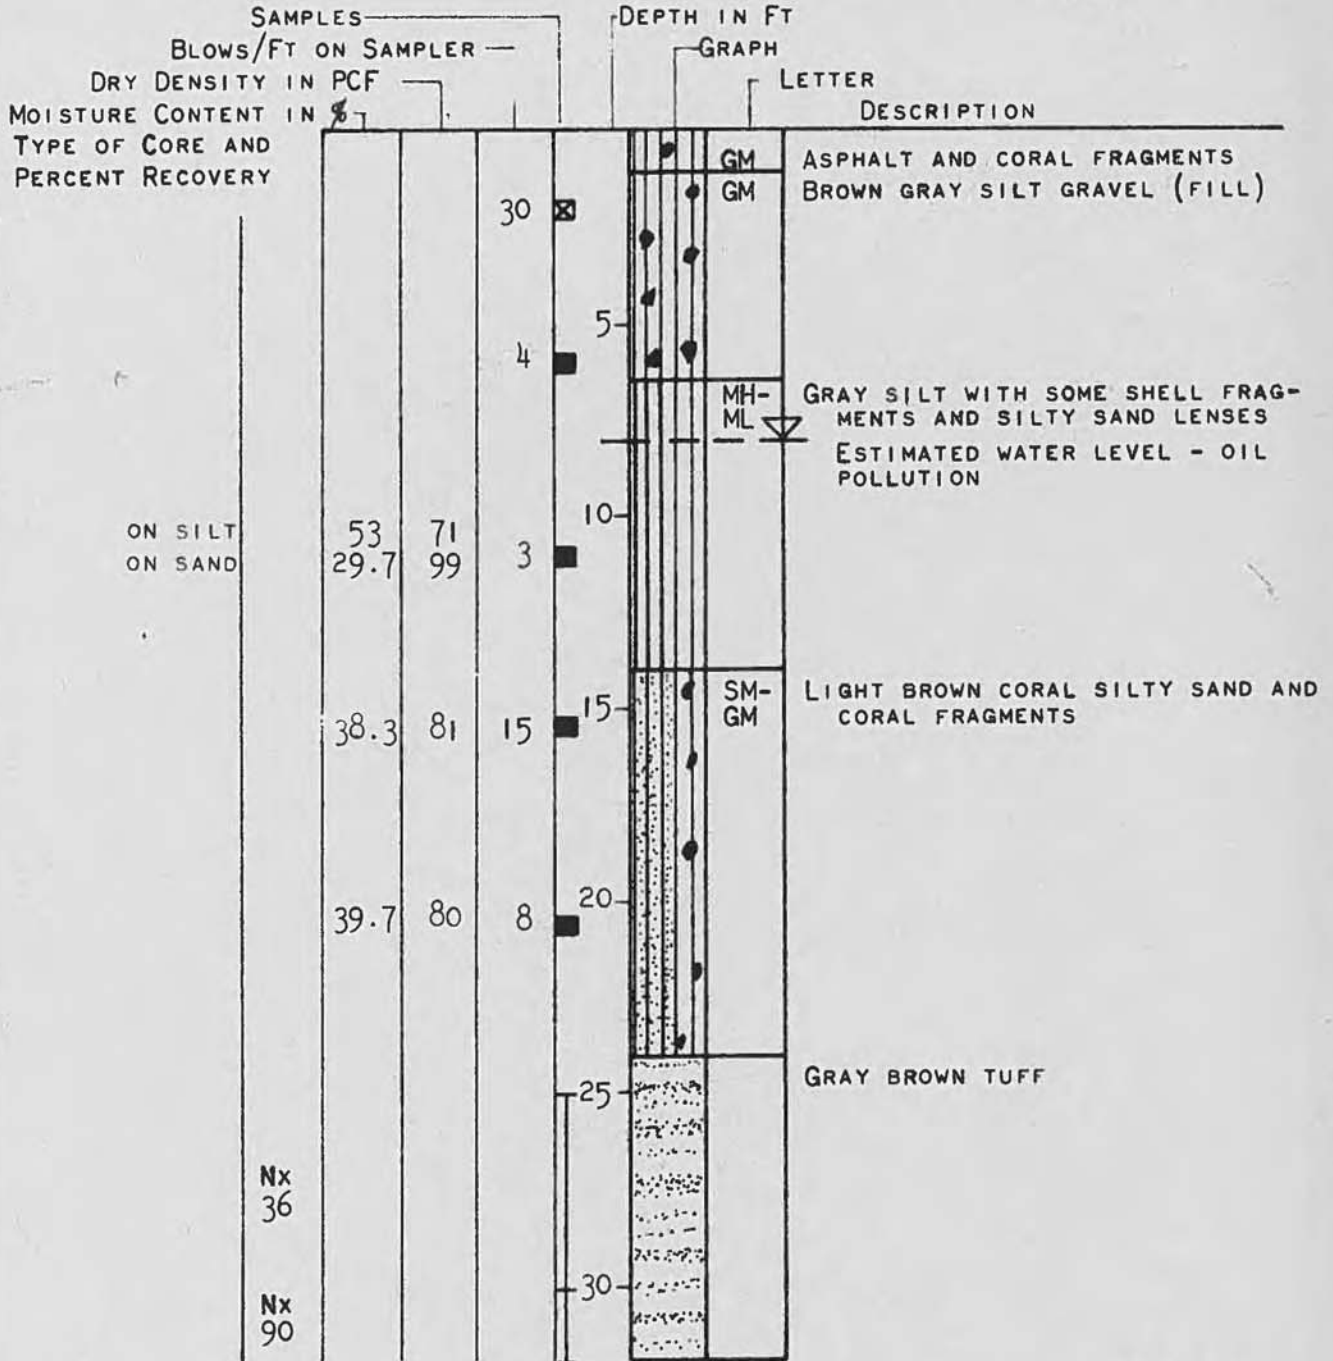 SAMPLES
DEPTH IN FT
BLOWS/FT ON SAMPLER
GRAPH
DRY DENSITY IN PCF
LETTER
MOISTURE CONTENT IN %
DESCRIPTION
TYPE OF CORE AND
PERCENT RECOVERY
GM ASPHALT AND CORAL FRAGMENTS
30 GM BROWN GRAY SILT GRAVEL (FILL)
5
4
MH- GRAY SILT WITH SOME SHELL FRAG-
ML MENTS AND SILTY SAND LENSES
ESTIMATED WATER LEVEL - OIL
POLLUTION
10
ON SILT 53 71
ON SAND 29.7 99 3
SM- LIGHT BROWN CORAL SILTY SAND AND
GM CORAL FRAGMENTS
15
38.3 81 15
20
39.7 80 8
GRAY BROWN TUFF
25
NX
36
30
NX
90